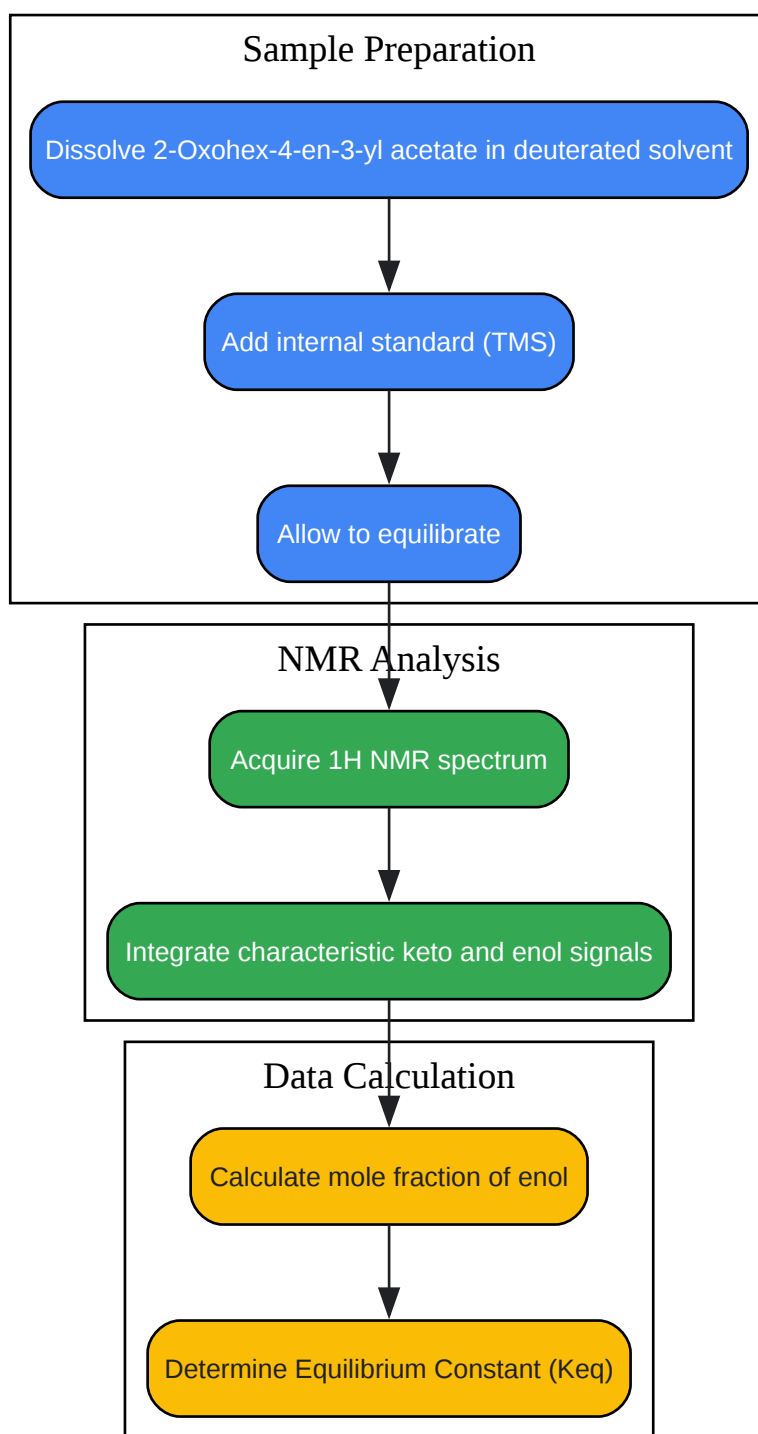 Sample Preparation
Dissolve 2-Oxohex-4-en-3-yl acetate in deuterated solvent
Add internal standard (TMS)
Allow to equilibrate
NMR Analysis
Acquire 1H NMR spectrum
Integrate characteristic keto and enol signals
Data Calculation
Calculate mole fraction of enol
Determine Equilibrium Constant (Keq)